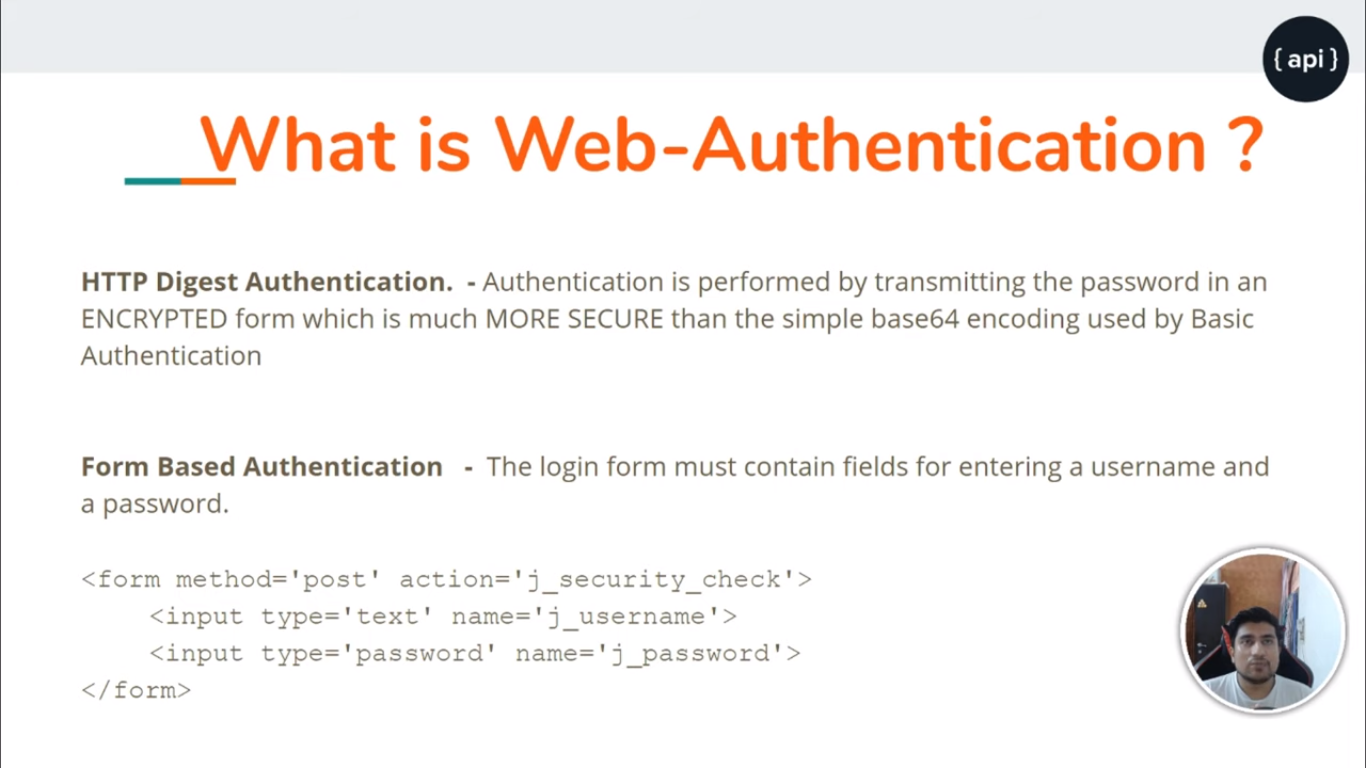 { api }
What is Web-Authentication ?
HTTP Digest Authentication. - Authentication is performed by transmitting the password in an
ENCRYPTED form which is much MORE SECURE than the simple base64 encoding used by Basic
Authentication
Form Based Authentication - The login form must contain fields for entering a username and
a password.
<form method='post' action='j_security_check'>
<input type='text' name='j_username'>
<input type='password' name='j_password'>
</form>